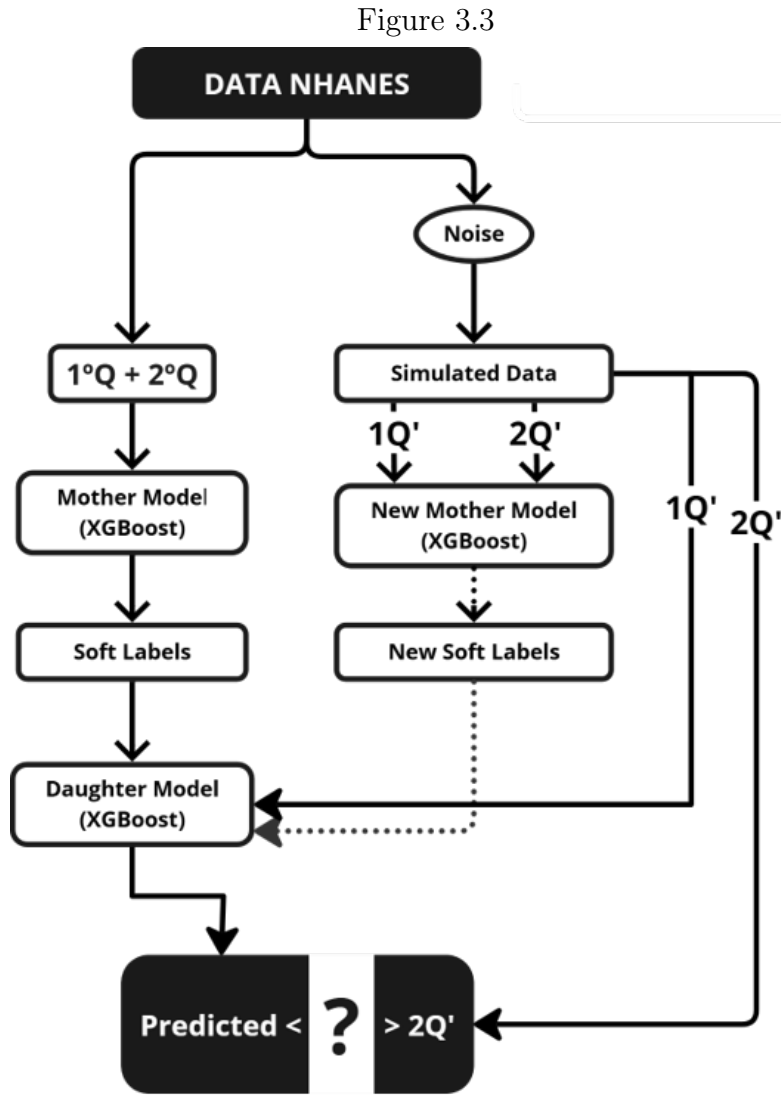 Figure 3.3
DATA NHANES
Noise
1ºQ + 2ºQ
Simulated Data
1Q'
2Q'
Mother Model
(XGBoost)
New Mother Model
(XGBoost)
1Q'
2Q'
Soft Labels
New Soft Labels
Daughter Model
(XGBoost)
Predicted < ? > 2Q'